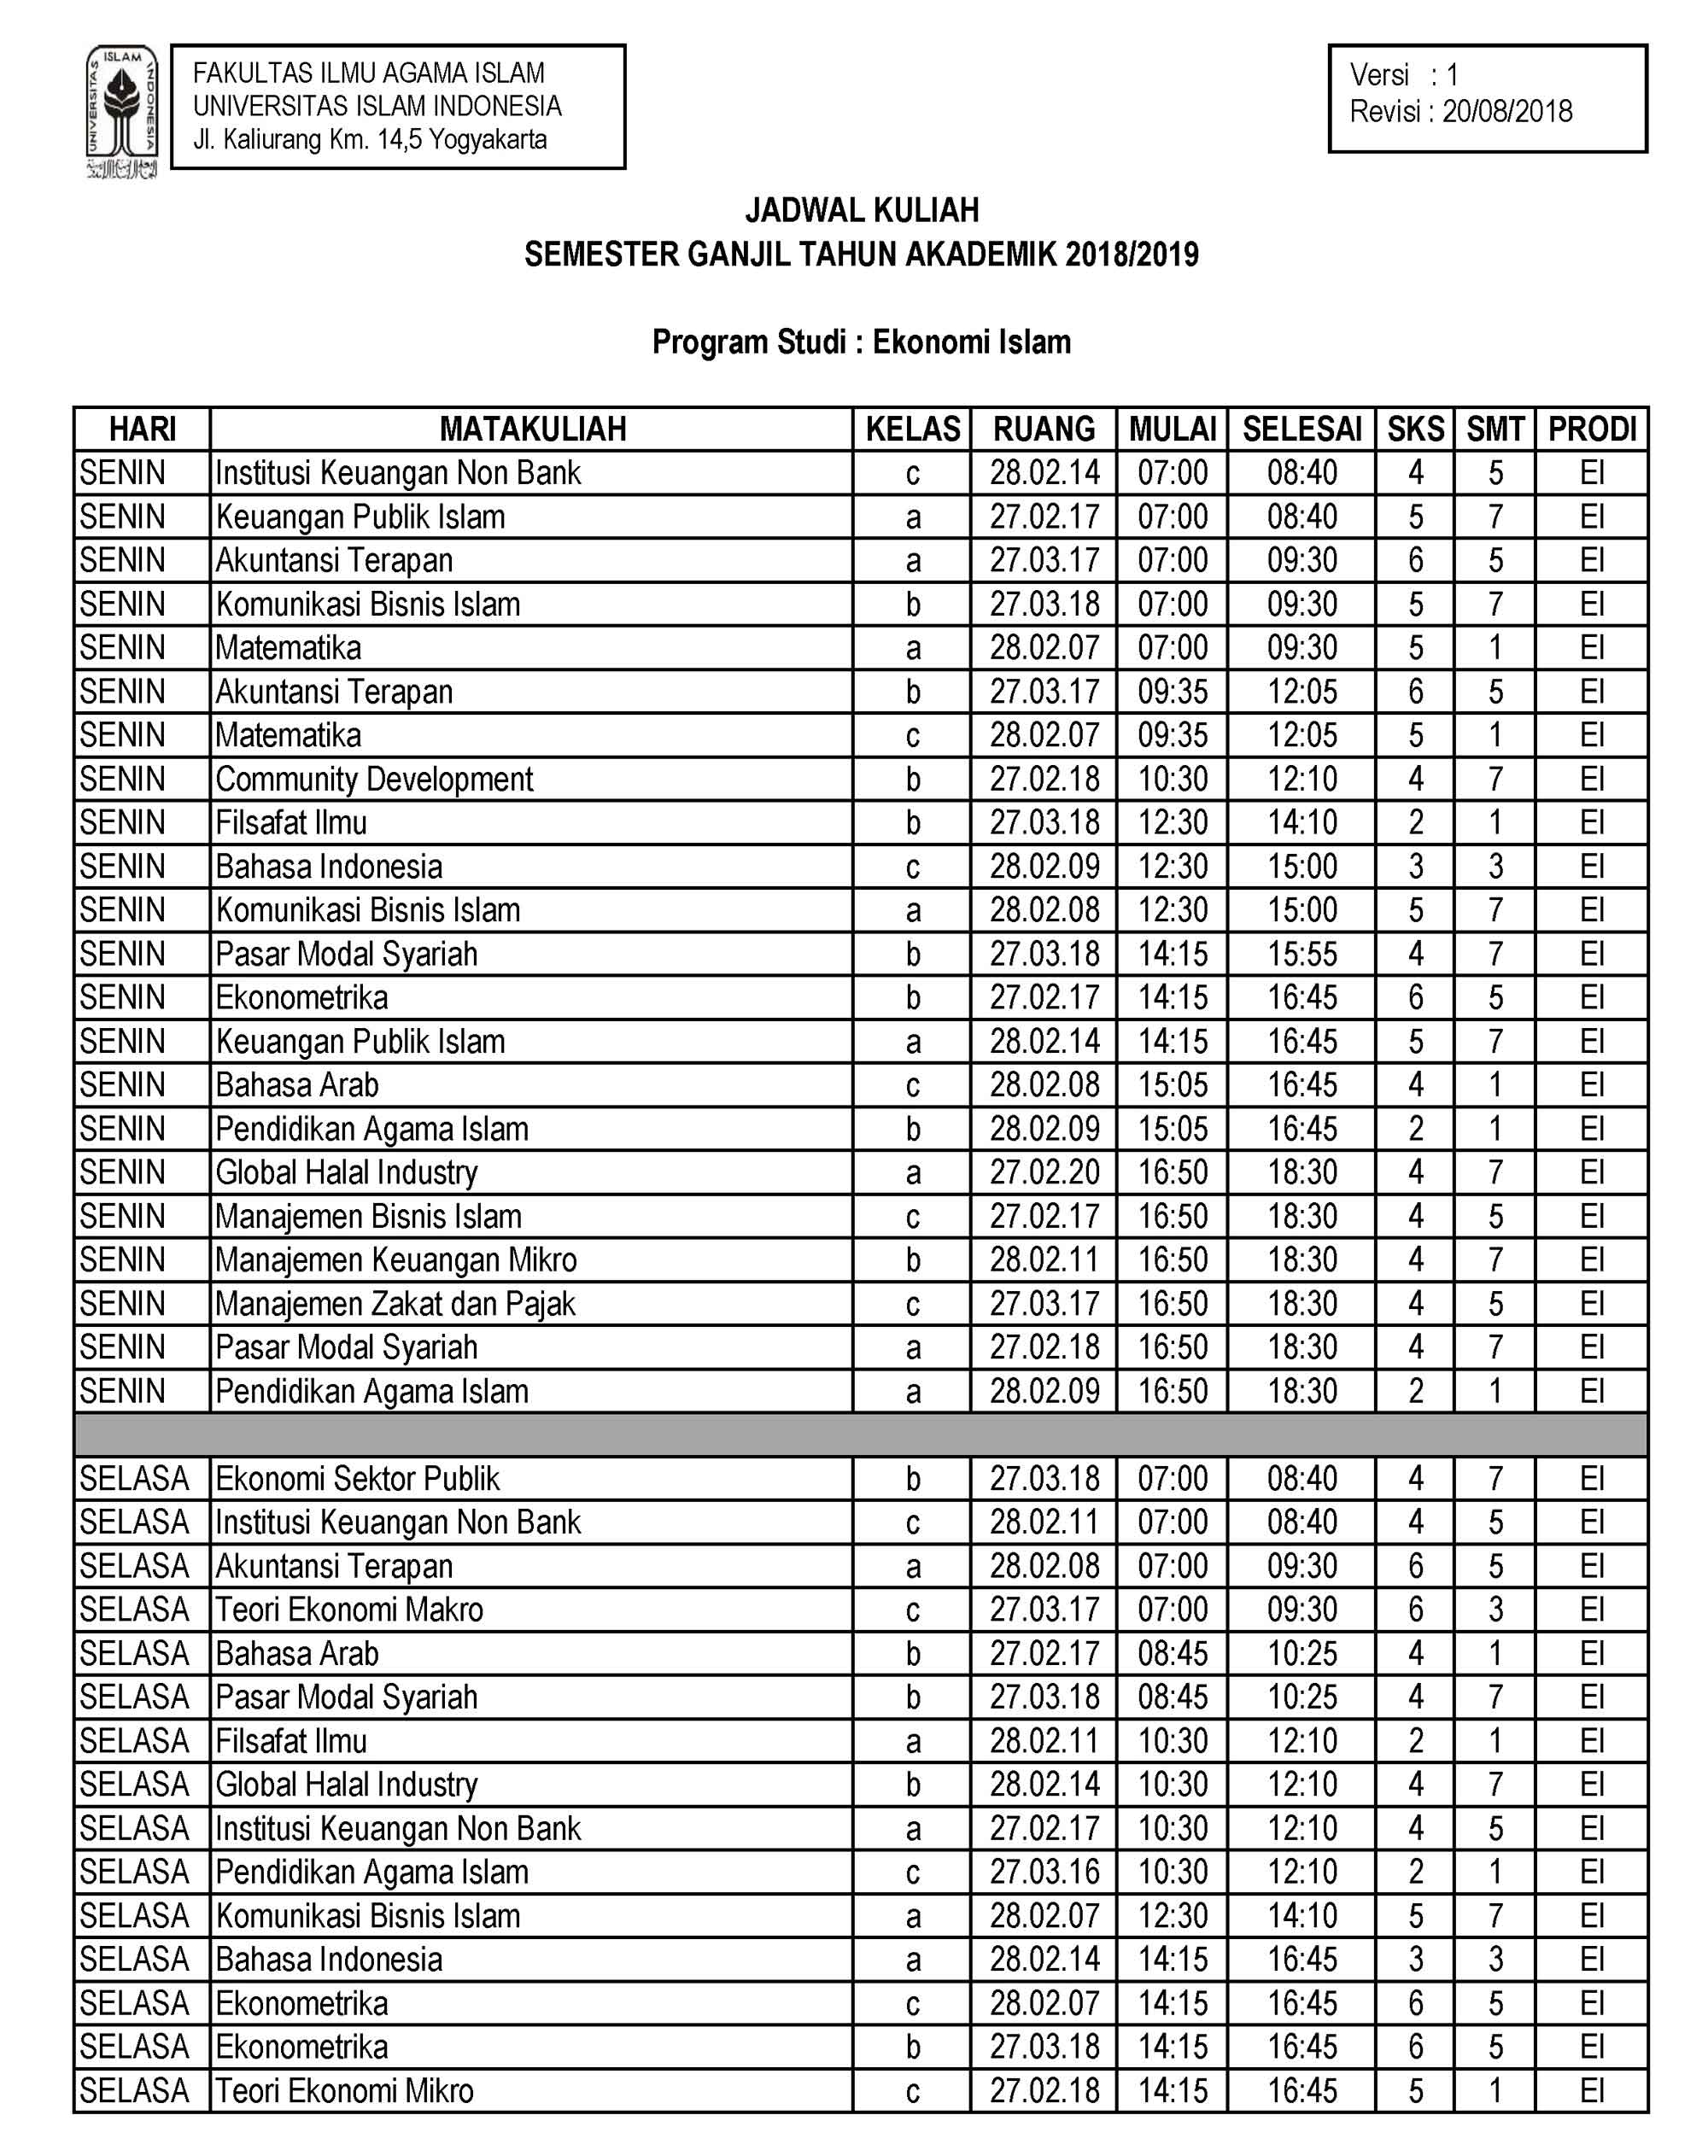 ISLAM
UNIVERSITAS
INDONESIA
FAKULTAS ILMU AGAMA ISLAM
UNIVERSITAS ISLAM INDONESIA
Jl. Kaliurang Km. 14,5 Yogyakarta
Versi : 1
Revisi : 20/08/2018
JADWAL KULIAH
SEMESTER GANJIL TAHUN AKADEMIK 2018/2019
Program Studi : Ekonomi Islam
HARI MATAKULIAH KELAS RUANG MULAI SELESAI SKS SMT PRODI
SENIN Institusi Keuangan Non Bank c 28.02.14 07:00 08:40 4 5 EI
SENIN Keuangan Publik Islam a 27.02.17 07:00 08:40 5 7 EI
SENIN Akuntansi Terapan a 27.03.17 07:00 09:30 6 5 EI
SENIN Komunikasi Bisnis Islam b 27.03.18 07:00 09:30 5 7 EI
SENIN Matematika a 28.02.07 07:00 09:30 5 1 EI
SENIN Akuntansi Terapan b 27.03.17 09:35 12:05 6 5 EI
SENIN Matematika c 28.02.07 09:35 12:05 5 1 EI
SENIN Community Development b 27.02.18 10:30 12:10 4 7 EI
SENIN Filsafat Ilmu b 27.03.18 12:30 14:10 2 1 EI
SENIN Bahasa Indonesia c 28.02.09 12:30 15:00 3 3 EI
SENIN Komunikasi Bisnis Islam a 28.02.08 12:30 15:00 5 7 EI
SENIN Pasar Modal Syariah b 27.03.18 14:15 15:55 4 7 EI
SENIN Ekonometrika b 27.02.17 14:15 16:45 6 5 EI
SENIN Keuangan Publik Islam a 28.02.14 14:15 16:45 5 7 EI
SENIN Bahasa Arab c 28.02.08 15:05 16:45 4 1 EI
SENIN Pendidikan Agama Islam b 28.02.09 15:05 16:45 2 1 EI
SENIN Global Halal Industry a 27.02.20 16:50 18:30 4 7 EI
SENIN Manajemen Bisnis Islam c 27.02.17 16:50 18:30 4 5 EI
SENIN Manajemen Keuangan Mikro b 28.02.11 16:50 18:30 4 7 EI
SENIN Manajemen Zakat dan Pajak c 27.03.17 16:50 18:30 4 5 EI
SENIN Pasar Modal Syariah a 27.02.18 16:50 18:30 4 7 EI
SENIN Pendidikan Agama Islam a 28.02.09 16:50 18:30 2 1 EI
SELASA Ekonomi Sektor Publik b 27.03.18 07:00 08:40 4 7 EI
SELASA Institusi Keuangan Non Bank c 28.02.11 07:00 08:40 4 5 EI
SELASA Akuntansi Terapan a 28.02.08 07:00 09:30 6 5 EI
SELASA Teori Ekonomi Makro c 27.03.17 07:00 09:30 6 3 EI
SELASA Bahasa Arab b 27.02.17 08:45 10:25 4 1 EI
SELASA Pasar Modal Syariah b 27.03.18 08:45 10:25 4 7 EI
SELASA Filsafat Ilmu a 28.02.11 10:30 12:10 2 1 EI
SELASA Global Halal Industry b 28.02.14 10:30 12:10 4 7 EI
SELASA Institusi Keuangan Non Bank a 27.02.17 10:30 12:10 4 5 EI
SELASA Pendidikan Agama Islam c 27.03.16 10:30 12:10 2 1 EI
SELASA Komunikasi Bisnis Islam a 28.02.07 12:30 14:10 5 7 EI
SELASA Bahasa Indonesia a 28.02.14 14:15 16:45 3 3 EI
SELASA Ekonometrika c 28.02.07 14:15 16:45 6 5 EI
SELASA Ekonometrika b 27.03.18 14:15 16:45 6 5 EI
SELASA Teori Ekonomi Mikro c 27.02.18 14:15 16:45 5 1 EI